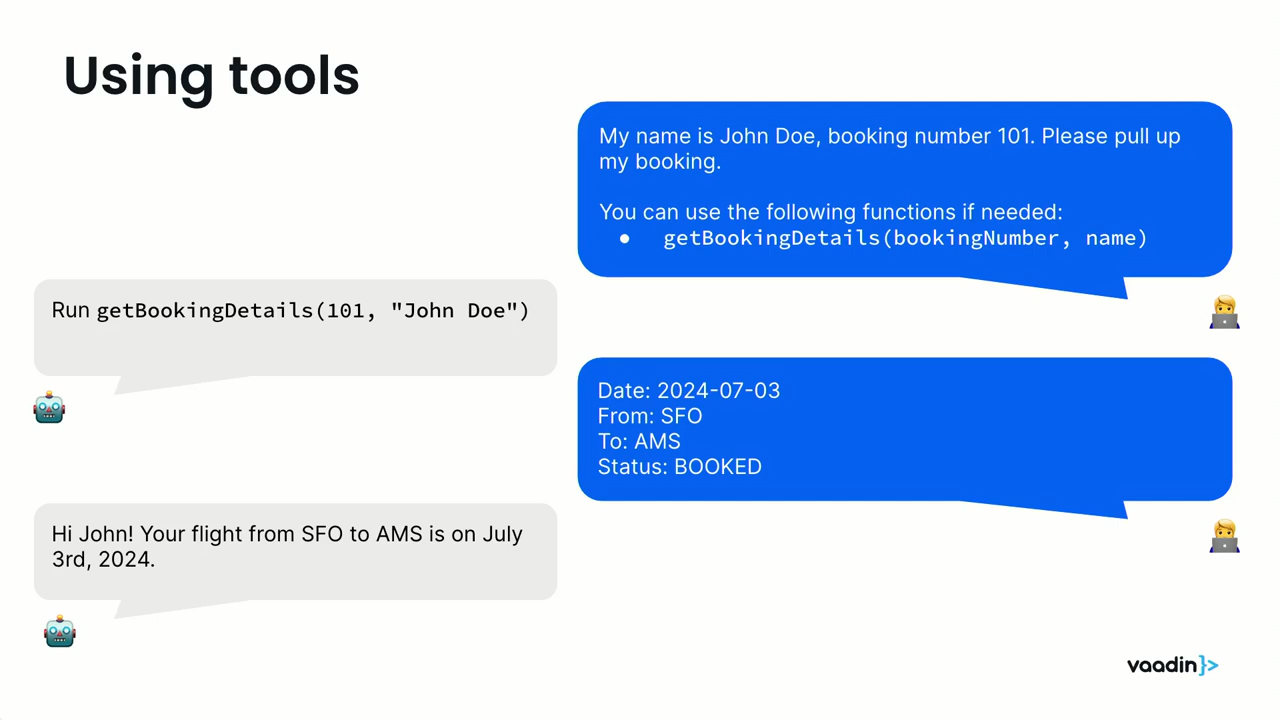 Using tools
My name is John Doe, booking number 101. Please pull up
my booking.
You can use the following functions if needed:
● getBookingDetails(bookingNumber, name)
Run getBookingDetails(101, "John Doe")
Date: 2024-07-03
From: SFO
To: AMS
Status: BOOKED
Hi John! Your flight from SFO to AMS is on July
3rd, 2024.
vaadin}>